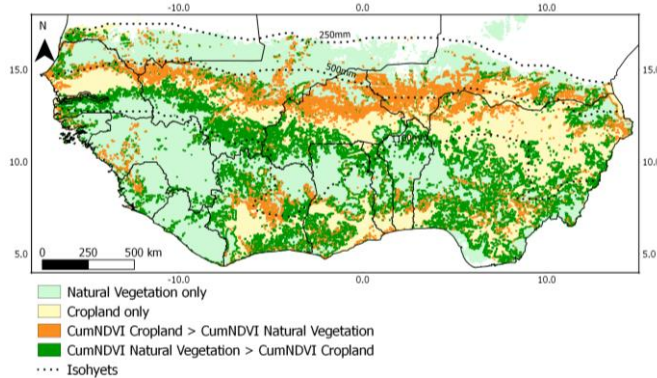 -10.0 0.0 10.0
N
250mm
15.0 500mm 15.0
10.0 10.0
5.0 0 250 500 km 5.0
-10.0 0.0 10.0
Natural Vegetation only
Cropland only
CumNDVI Cropland > CumNDVI Natural Vegetation
CumNDVI Natural Vegetation > CumNDVI Cropland
Isohyets